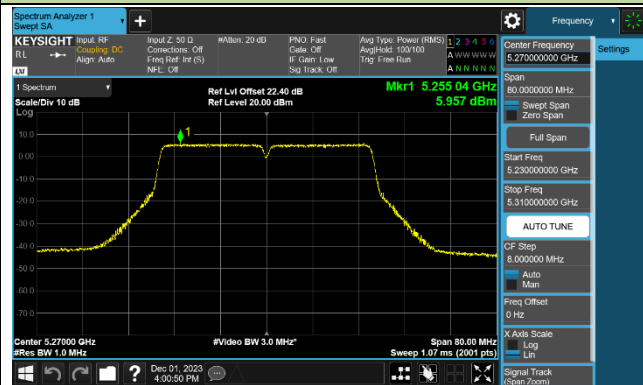 Spectrum Analyzer 1
Swept SA
Frequency
KEYSIGHT
RL
LXI
Input: RF
Coupling: DC
Align: Auto
Input Z: 50 Ω
Corrections: Off
Freq Ref: Int (S)
NFE: Off
#Atten: 20 dB
PNO: Fast
Gate: Off
IF Gain: Low
Sig Track: Off
Avg Type: Power (RMS)
Avg|Hold: 100/100
Trig: Free Run
1 2 3 4 5 6
A W W W W W
A N N N N N
1 Spectrum
Scale/Div 10 dB
Log
Ref Lvl Offset 22.40 dB
Ref Level 20.00 dBm
Mkr1 5.255 04 GHz
5.957 dBm
1
10.0
0.00
-10.0
-20.0
-30.0
-40.0
-50.0
-60.0
-70.0
Center 5.27000 GHz
#Res BW 1.0 MHz
#Video BW 3.0 MHz*
Span 80.00 MHz
Sweep 1.07 ms (2001 pts)
Dec 01, 2023
4:00:50 PM
Center Frequency
5.270000000 GHz
Settings
Span
80.0000000 MHz
Swept Span
Zero Span
Full Span
Start Freq
5.230000000 GHz
Stop Freq
5.310000000 GHz
AUTO TUNE
CF Step
8.000000 MHz
Auto
Man
Freq Offset
0 Hz
X Axis Scale
Log
Lin
Signal Track
(Span Zoom)